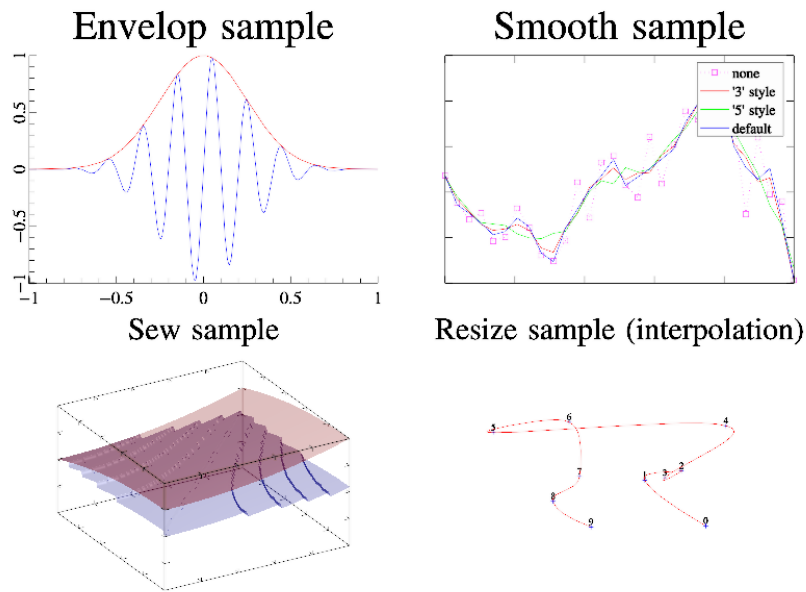 Envelop sample
Smooth sample
1
0.5
0
−0.5
−1
−1
−0.5
0
0.5
1
none
'3' style
'5' style
default
Sew sample
Resize sample (interpolation)
6
5
4
7
1
3
2
8
9
0